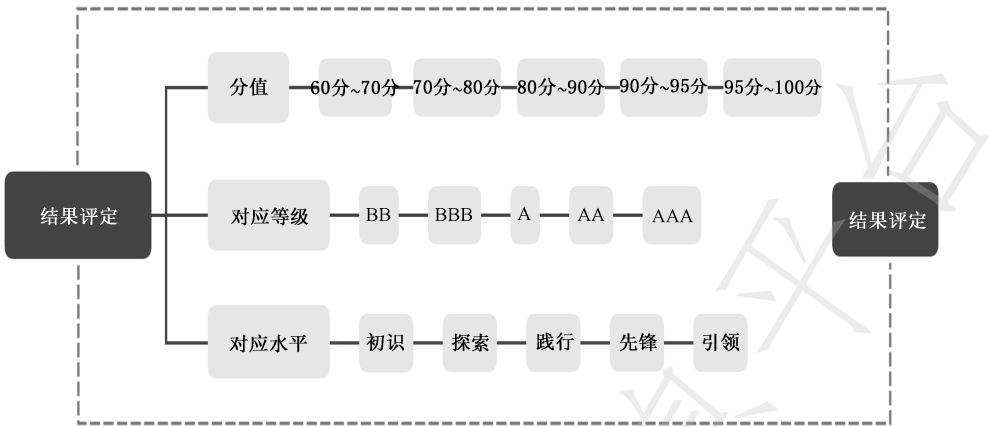 分值 60分~70分 70分~80分 80分~90分 90分~95分 95分~100分
结果评定 对应等级 BB BBB A AA AAA 结果评定
对应水平 初识 探索 践行 先锋 引领